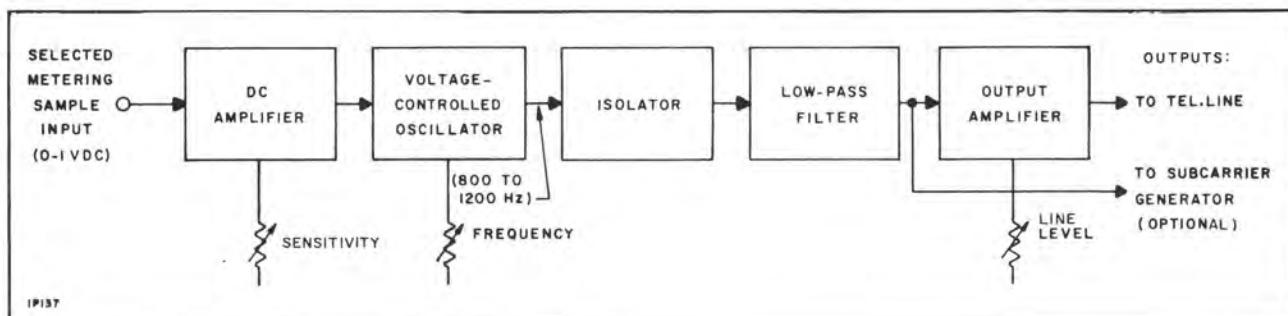 SELECTED
METERING
SAMPLE
INPUT
(0-1 VDC)
DC
AMPLIFIER
SENSITIVITY
VOLTAGE-
CONTROLLED
OSCILLATOR
(800 TO
1200 Hz)
FREQUENCY
ISOLATOR
LOW-PASS
FILTER
OUTPUT
AMPLIFIER
LINE
LEVEL
OUTPUTS:
TO TEL.LINE
TO SUBCARRIER
GENERATOR
(OPTIONAL)
1P137